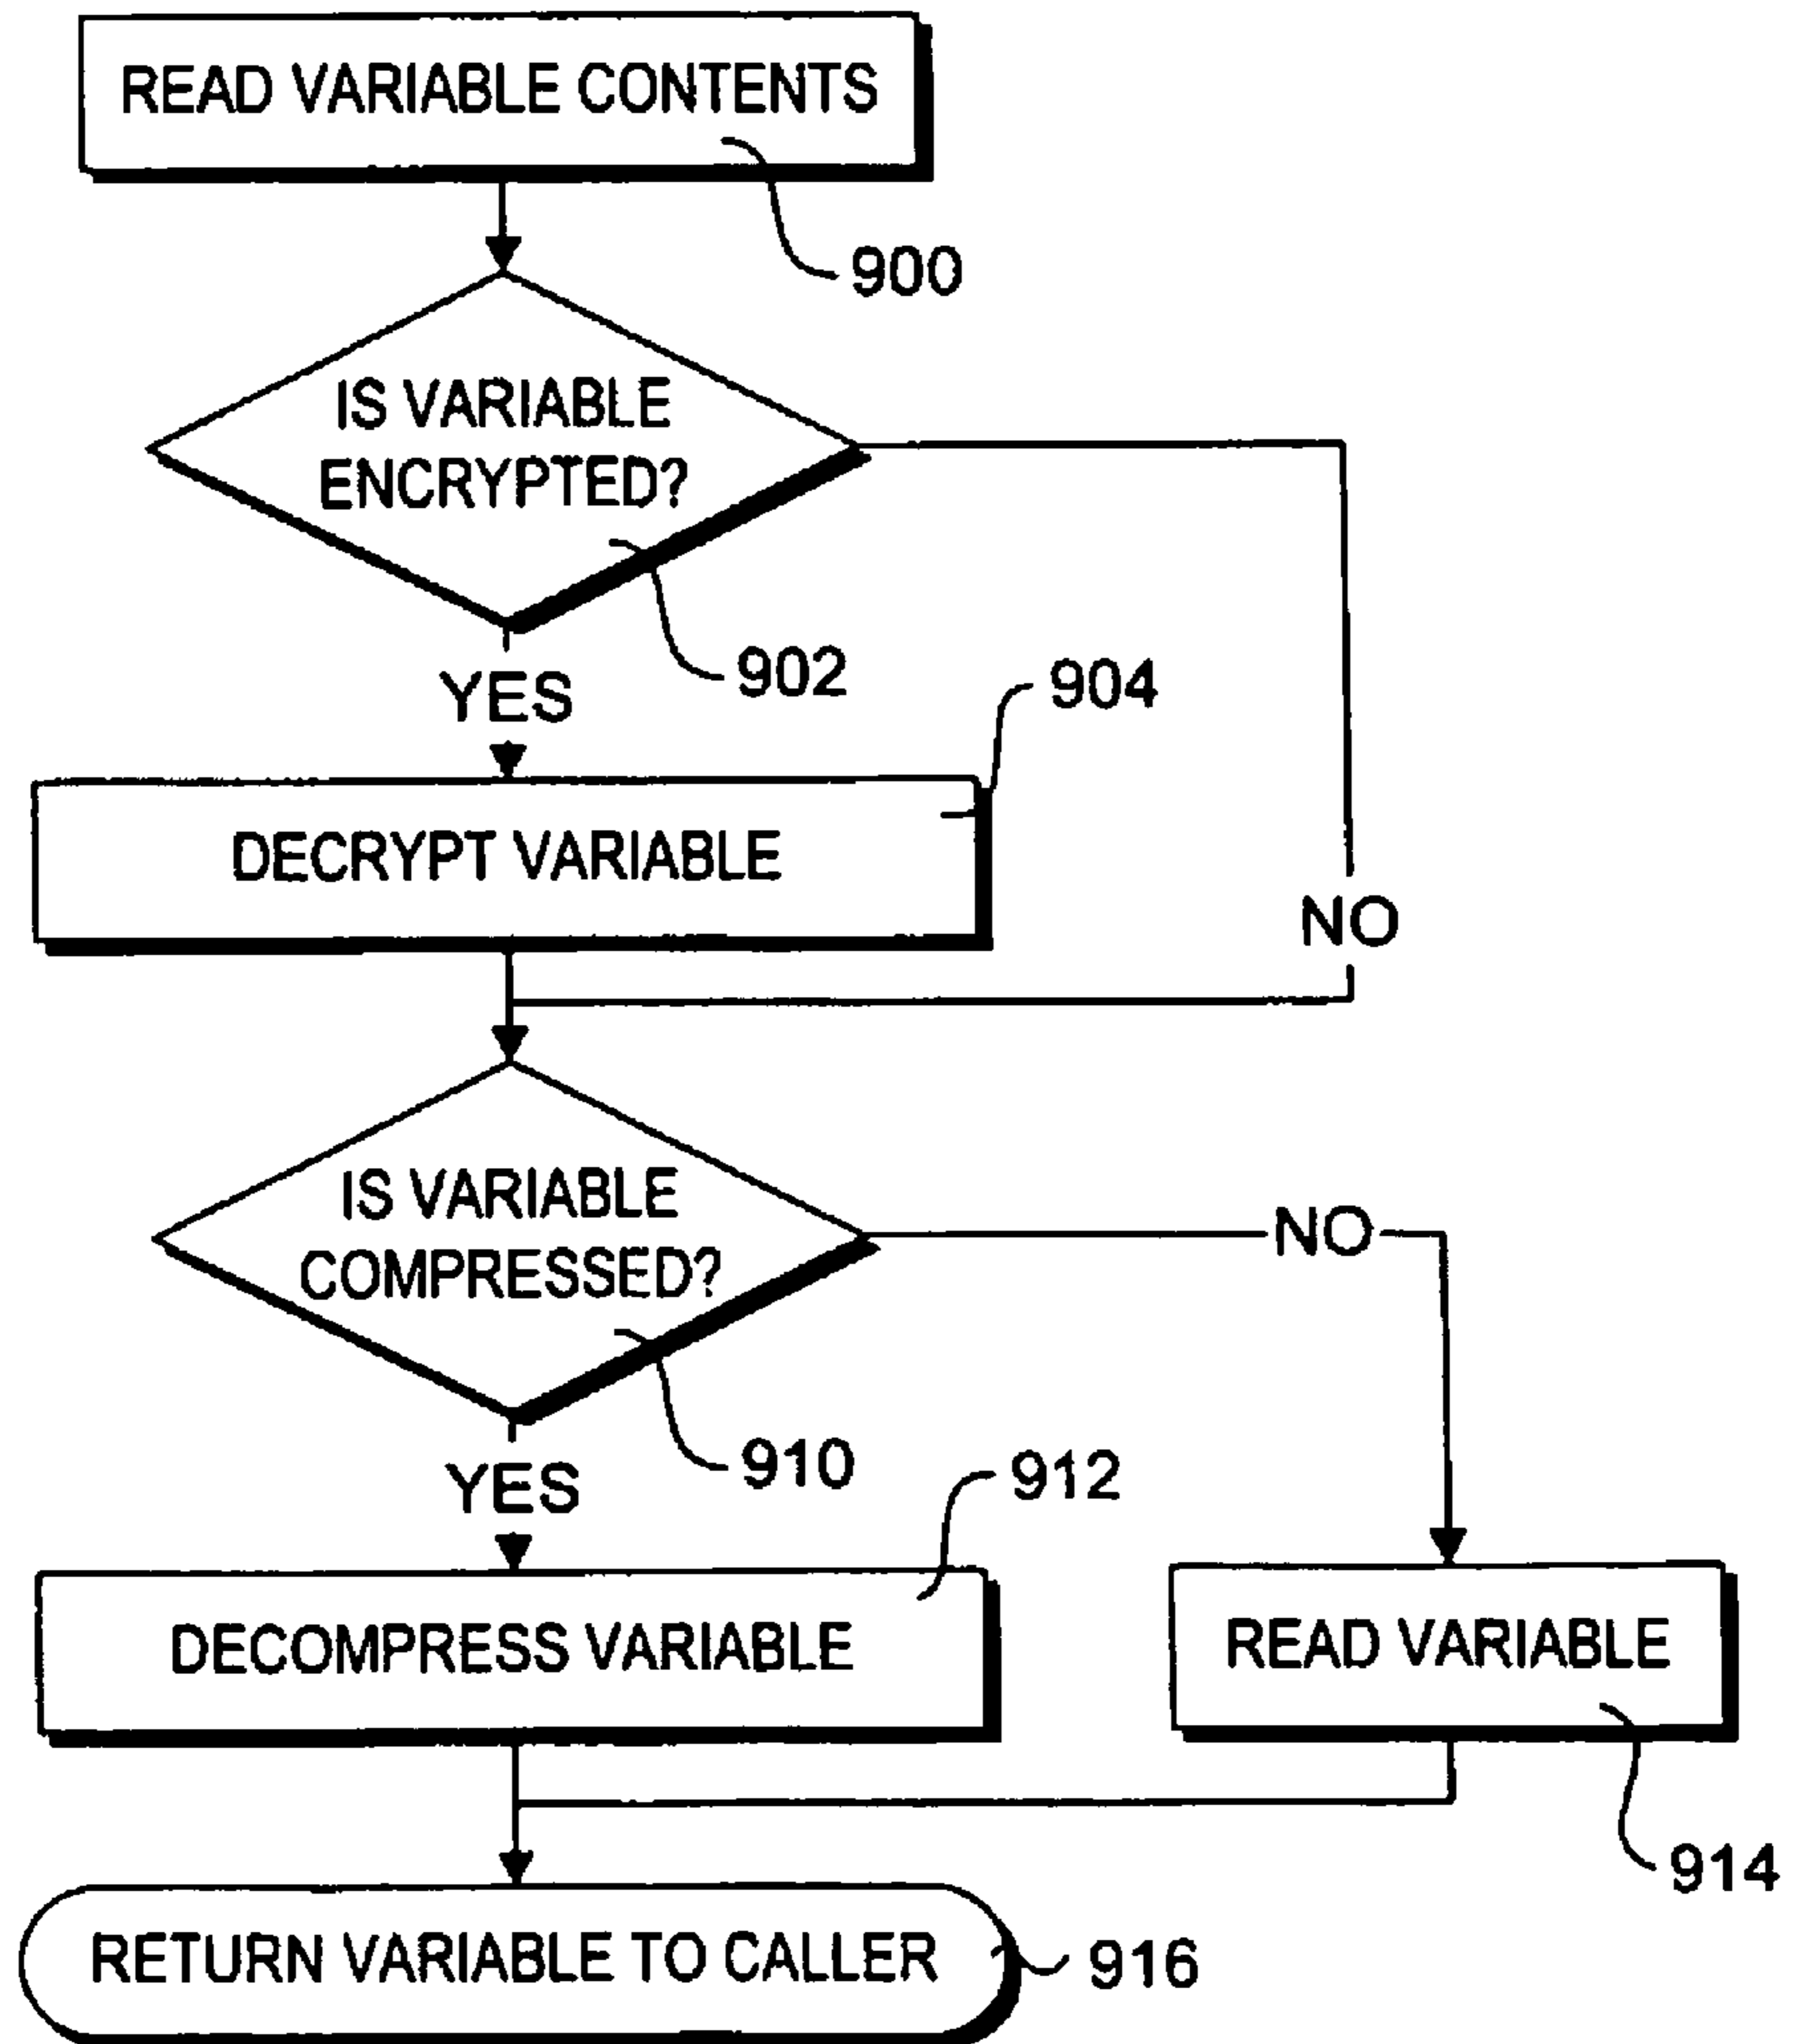 READ VARIABLE CONTENTS
900
IS VARIABLE
ENCRYPTED?
902
904
YES
DECRYPT VARIABLE
NO
IS VARIABLE
COMPRESSED?
NO
910
912
YES
DECOMPRESS VARIABLE
READ VARIABLE
914
RETURN VARIABLE TO CALLER
916